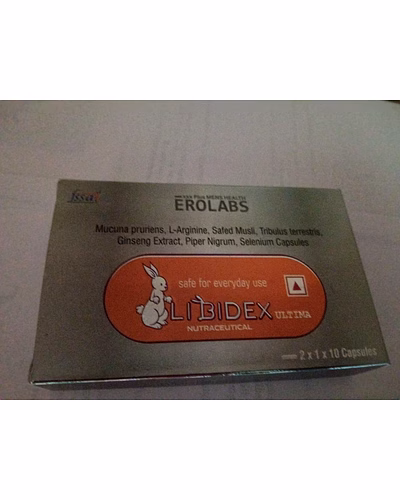 fssai
Plus MENS HEALTH
EROLABS
Mucuna pruriens, L-Arginine, Safed Musli, Tribulus terrestris,
Ginseng Extract, Piper Nigrum, Selenium Capsules
safe for everyday use
LIBIDEX ULTIMA
NUTRACEUTICAL
2 x 1 x 10 Capsules